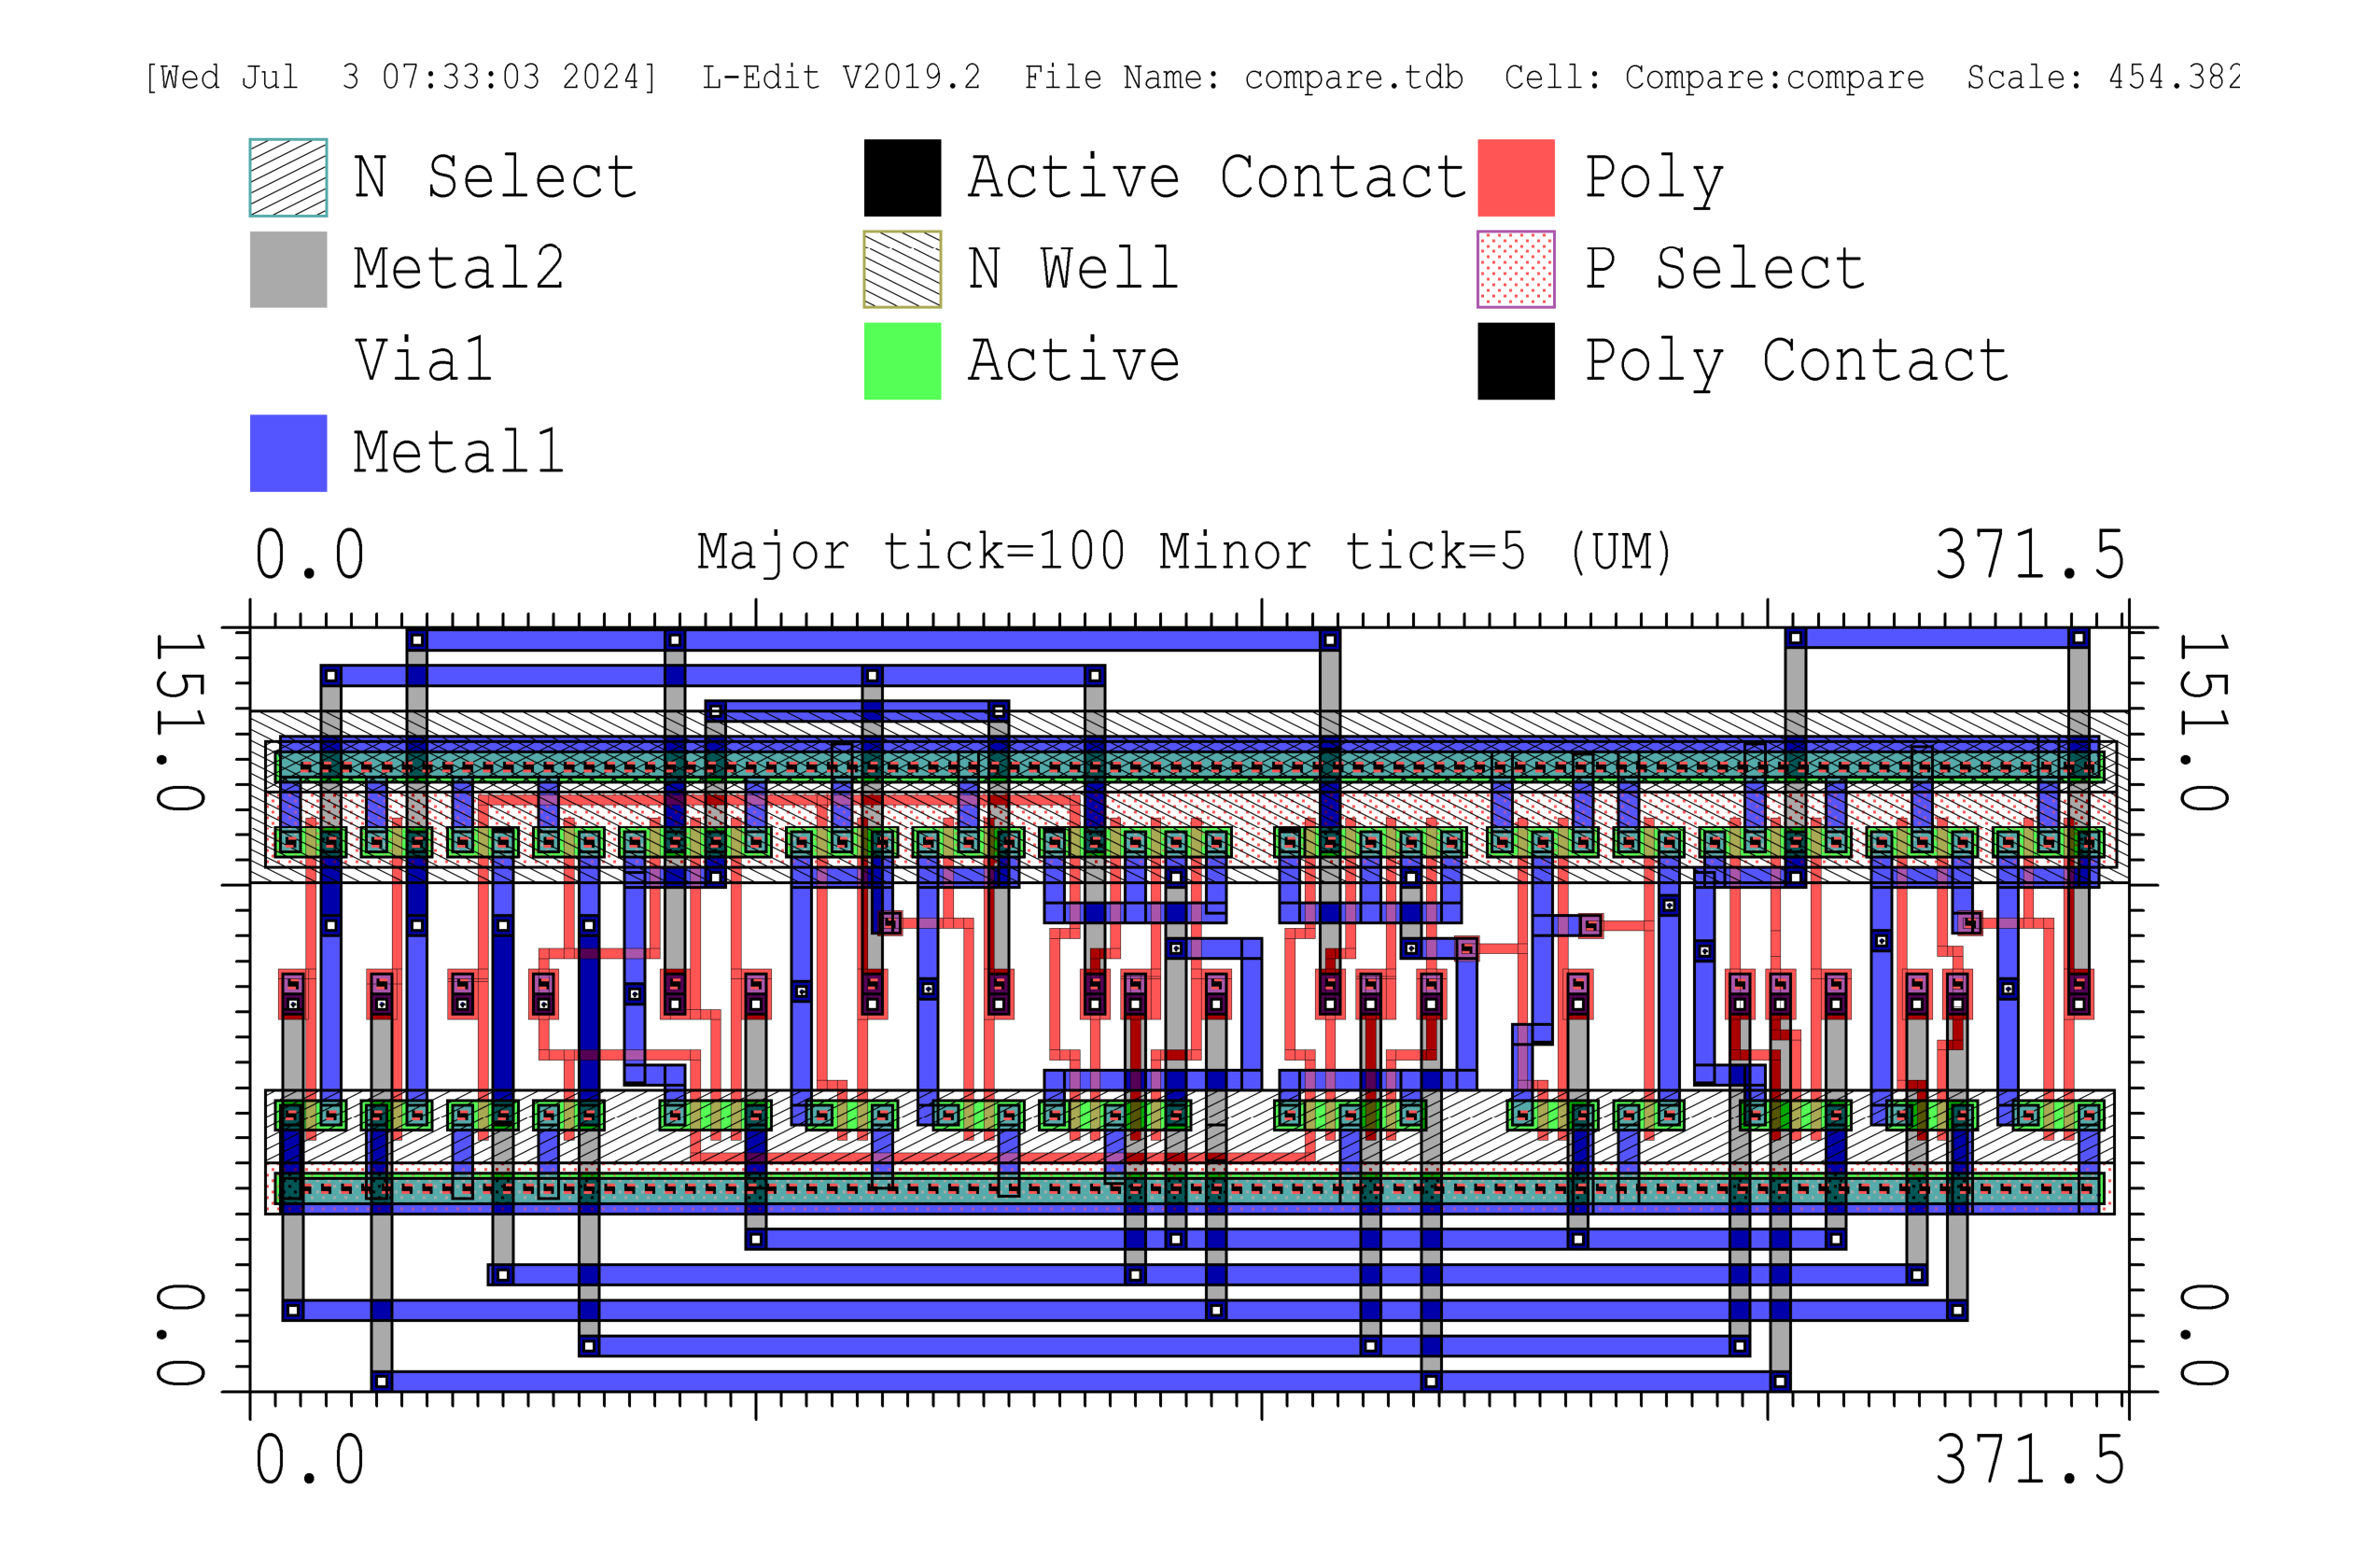 [Wed Jul  3 07:33:03 2024]  L-Edit V2019.2  File Name: compare.tdb  Cell: Compare:compare  Scale: 454.382
N Select  Active Contact  Poly
Metal2  N Well  P Select
Via1  Active  Poly Contact
Metal1
0.0  Major tick=100 Minor tick=5 (UM)  371.5
151.0  151.0
0.0  0.0
0.0  371.5